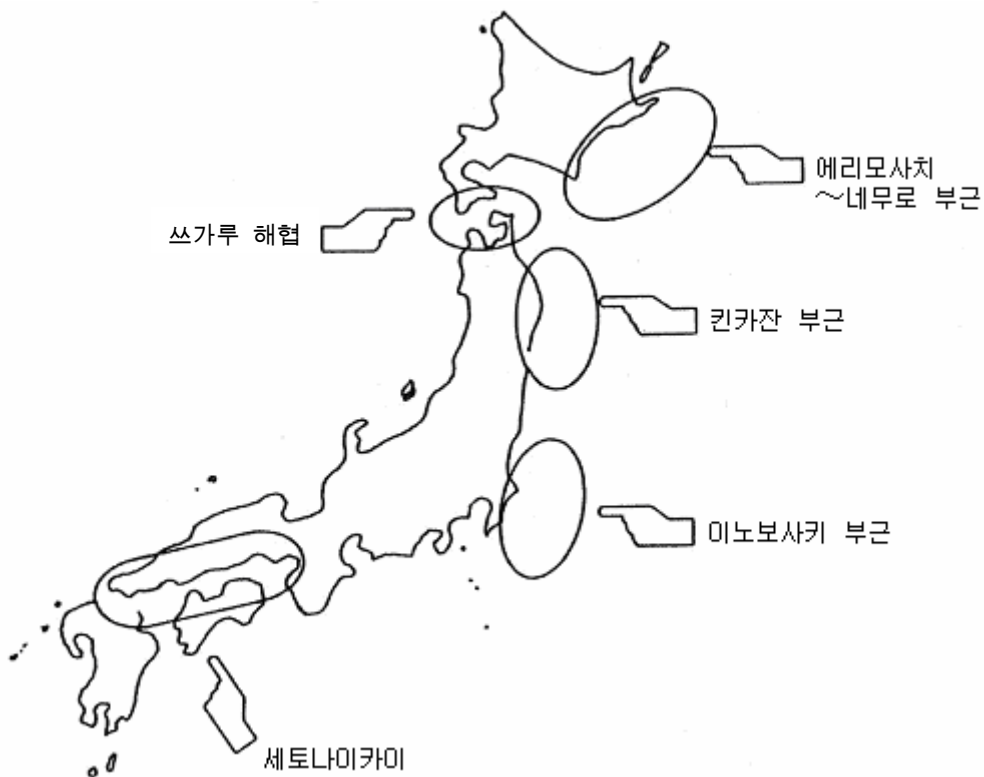 에리모사치
～네무로 부근
쓰가루 해협
킨카잔 부근
이노보사키 부근
세토나이카이